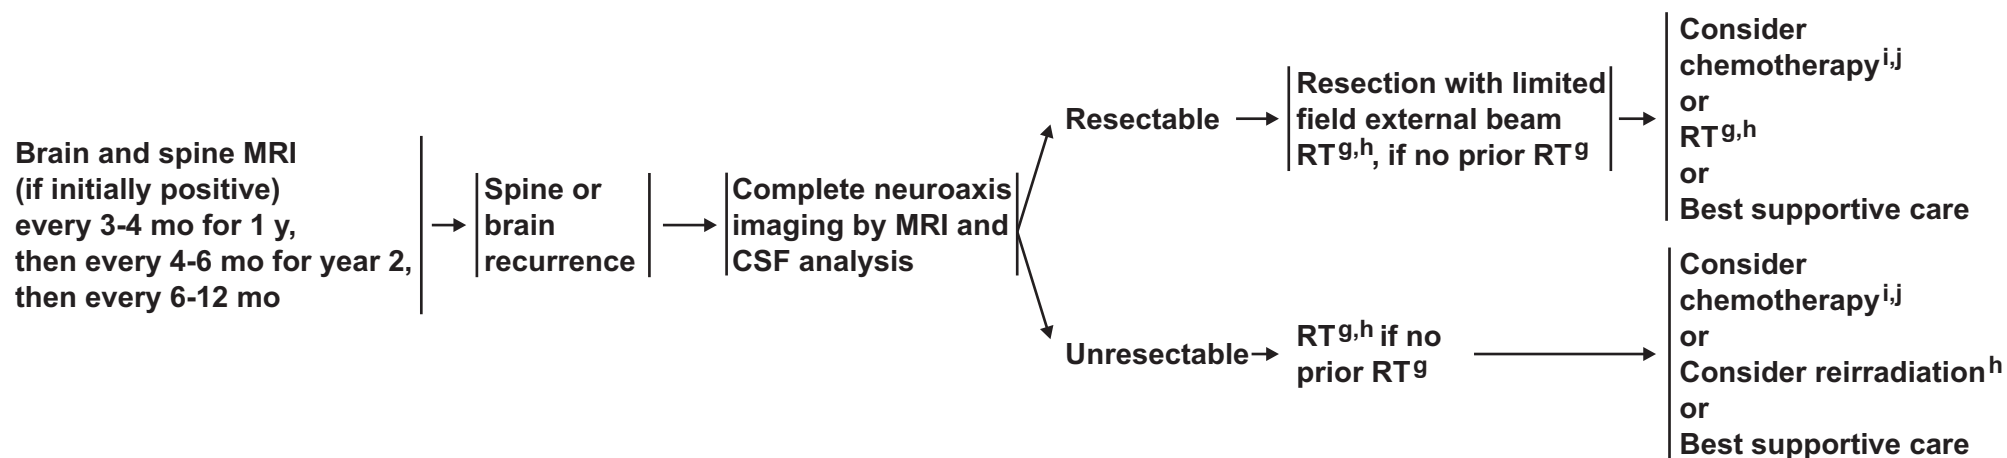 Brain and spine MRI
(if initially positive)
every 3-4 mo for 1 y,
then every 4-6 mo for year 2,
then every 6-12 mo
Spine or
brain
recurrence
Complete neuroaxis
imaging by MRI and
CSF analysis
Resectable
Resection with limited
field external beam
RTg,h, if no prior RTg
Consider
chemotherapyi,j
or
RTg,h
or
Best supportive care
Unresectable
RTg,h if no
prior RTg
Consider
chemotherapyi,j
or
Consider reirradiationh
or
Best supportive care